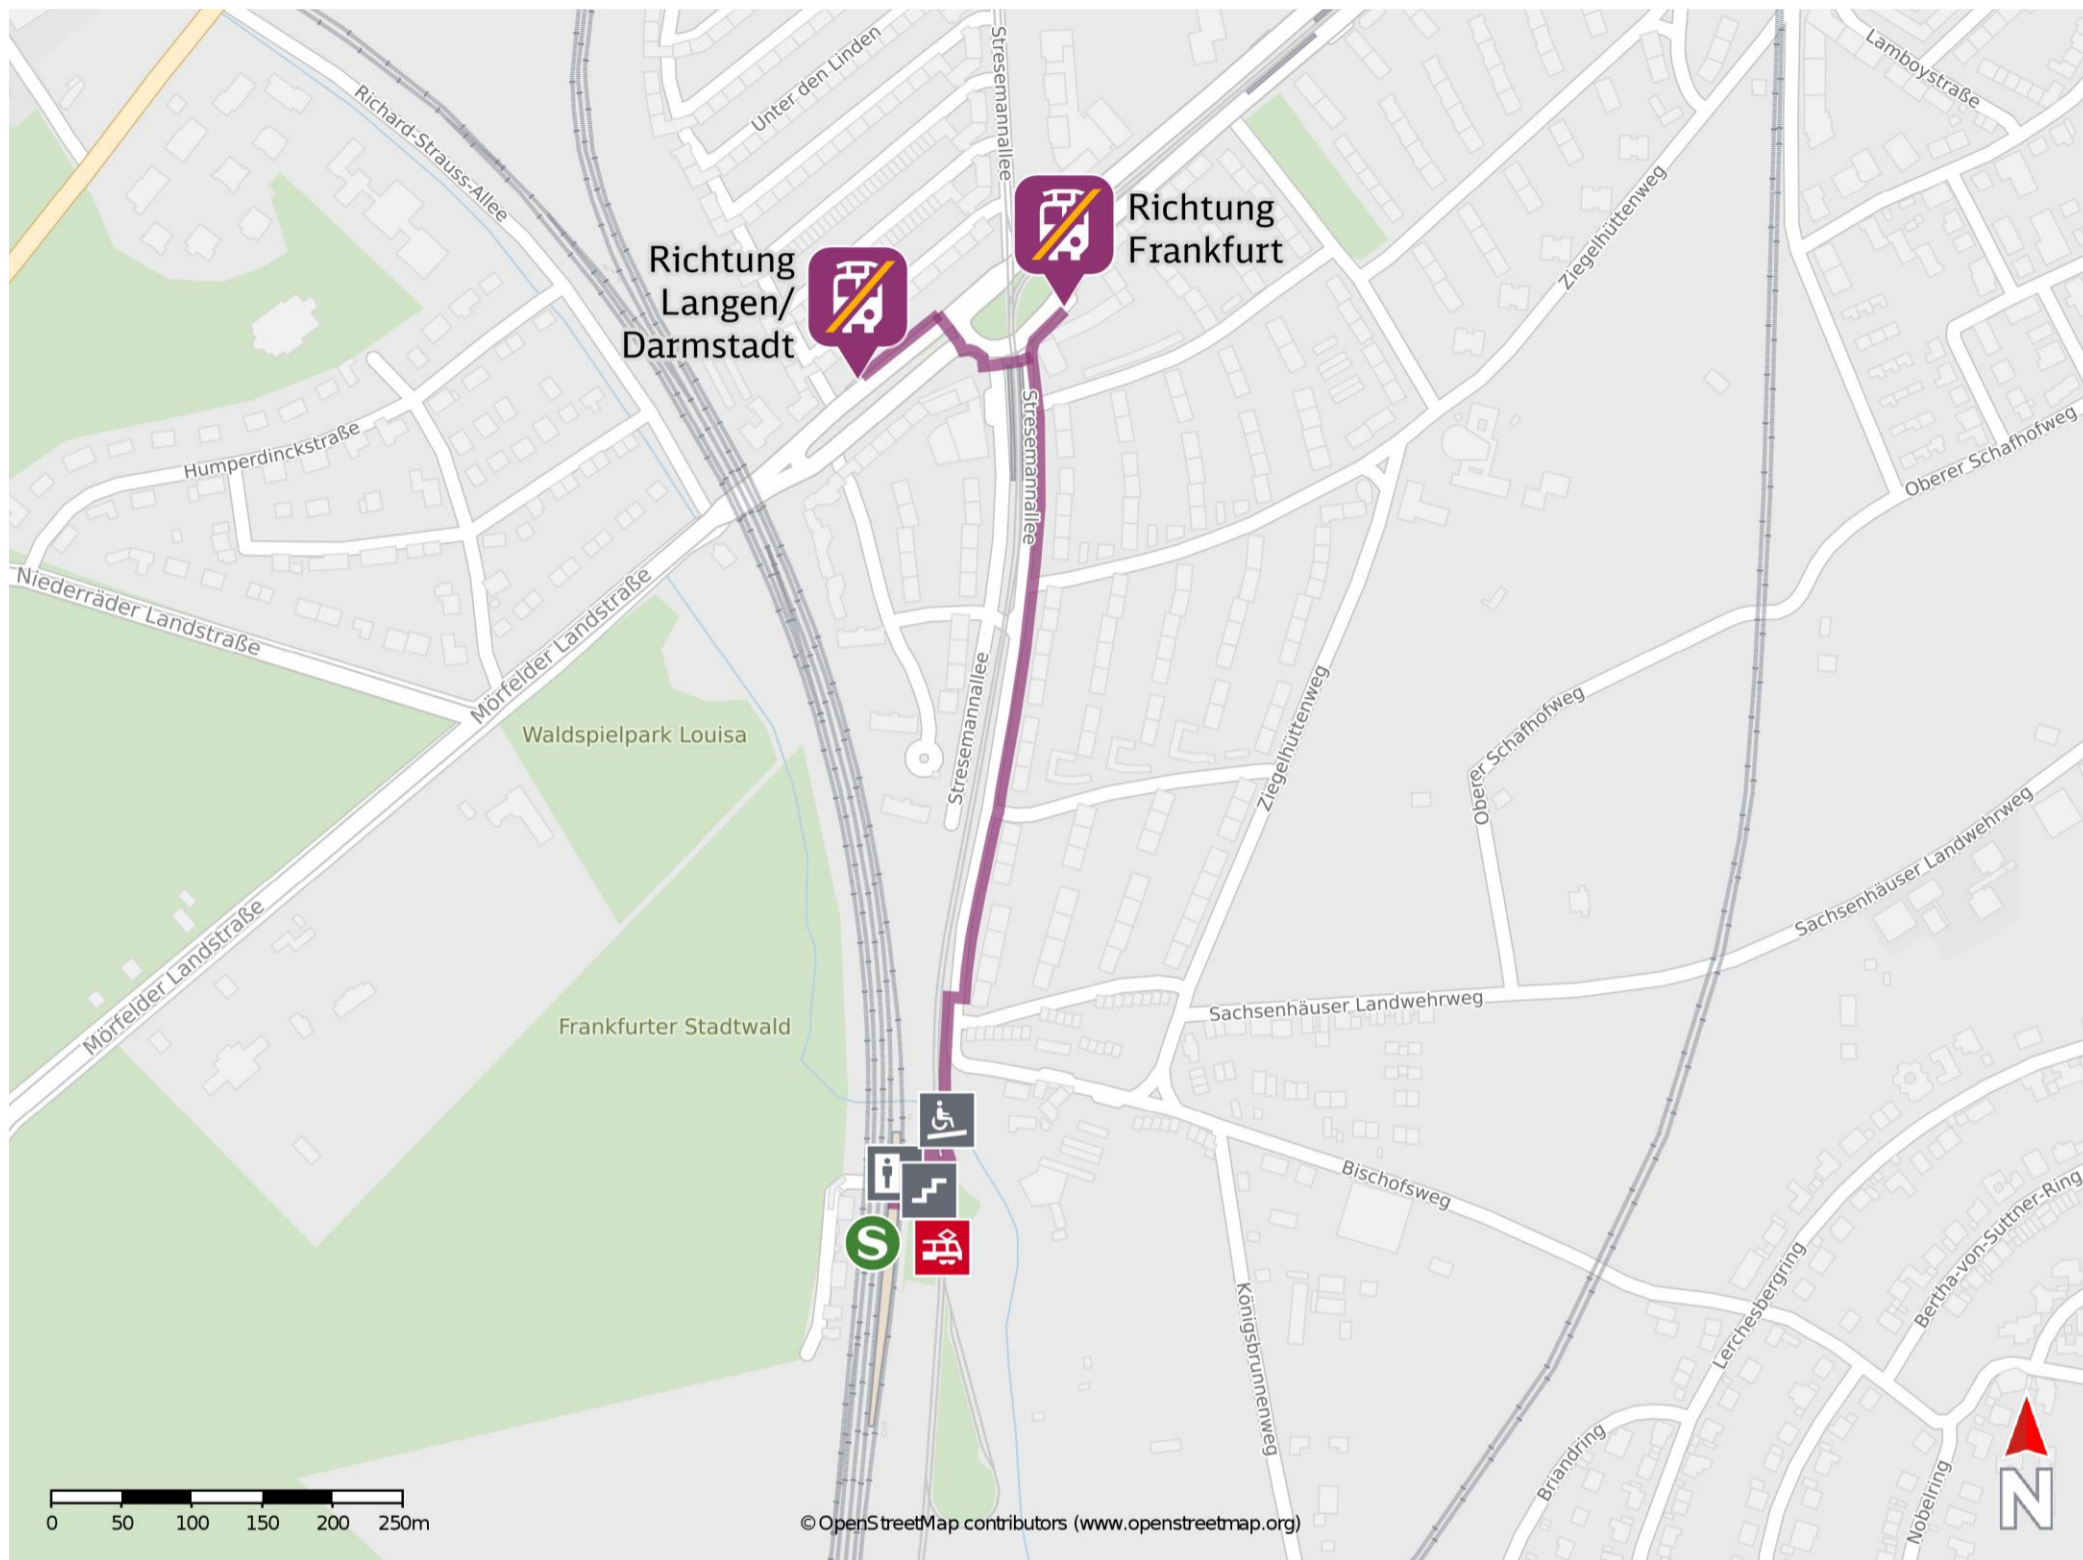 Unter den Linden
Stresemannallee
Lamboystraße
Richard-Strauss-Allee
Richtung
Frankfurt
Ziegelhüttenweg
Richtung
Langen/
Darmstadt
Humperdinckstraße
Stresemannallee
Oberer Schafhofweg
Niederräder Landstraße
Mörfelder Landstraße
Waldspielpark Louisa
Stresemannallee
Ziegelhüttenweg
Oberer Schafhofweg
Sachsenhäuser Landwehrweg
Mörfelder Landstraße
Frankfurter Stadtwald
Sachsenhäuser Landwehrweg
Bischofsweg
S
Königsbrunnenweg
Lerchesbergring
Bertha-von-Suttner-Ring
Briandring
Nobelring
N
0 50 100 150 200 250m
© OpenStreetMap contributors (www.openstreetmap.org)